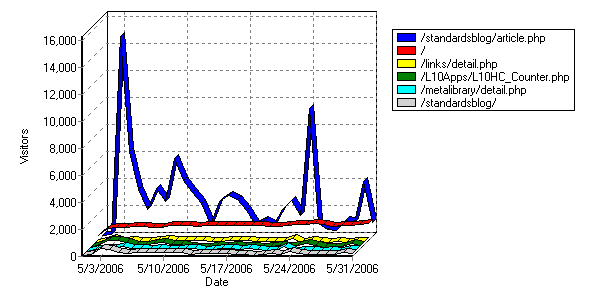 16,000
14,000
12,000
10,000
8,000
6,000
4,000
2,000
0
Visitors
5/3/2006
5/10/2006
5/17/2006
5/24/2006
5/31/2006
Date
/standardsblog/article.php
/
/links/detail.php
/L10Apps/L10HC_Counter.php
/metalibrary/detail.php
/standardsblog/